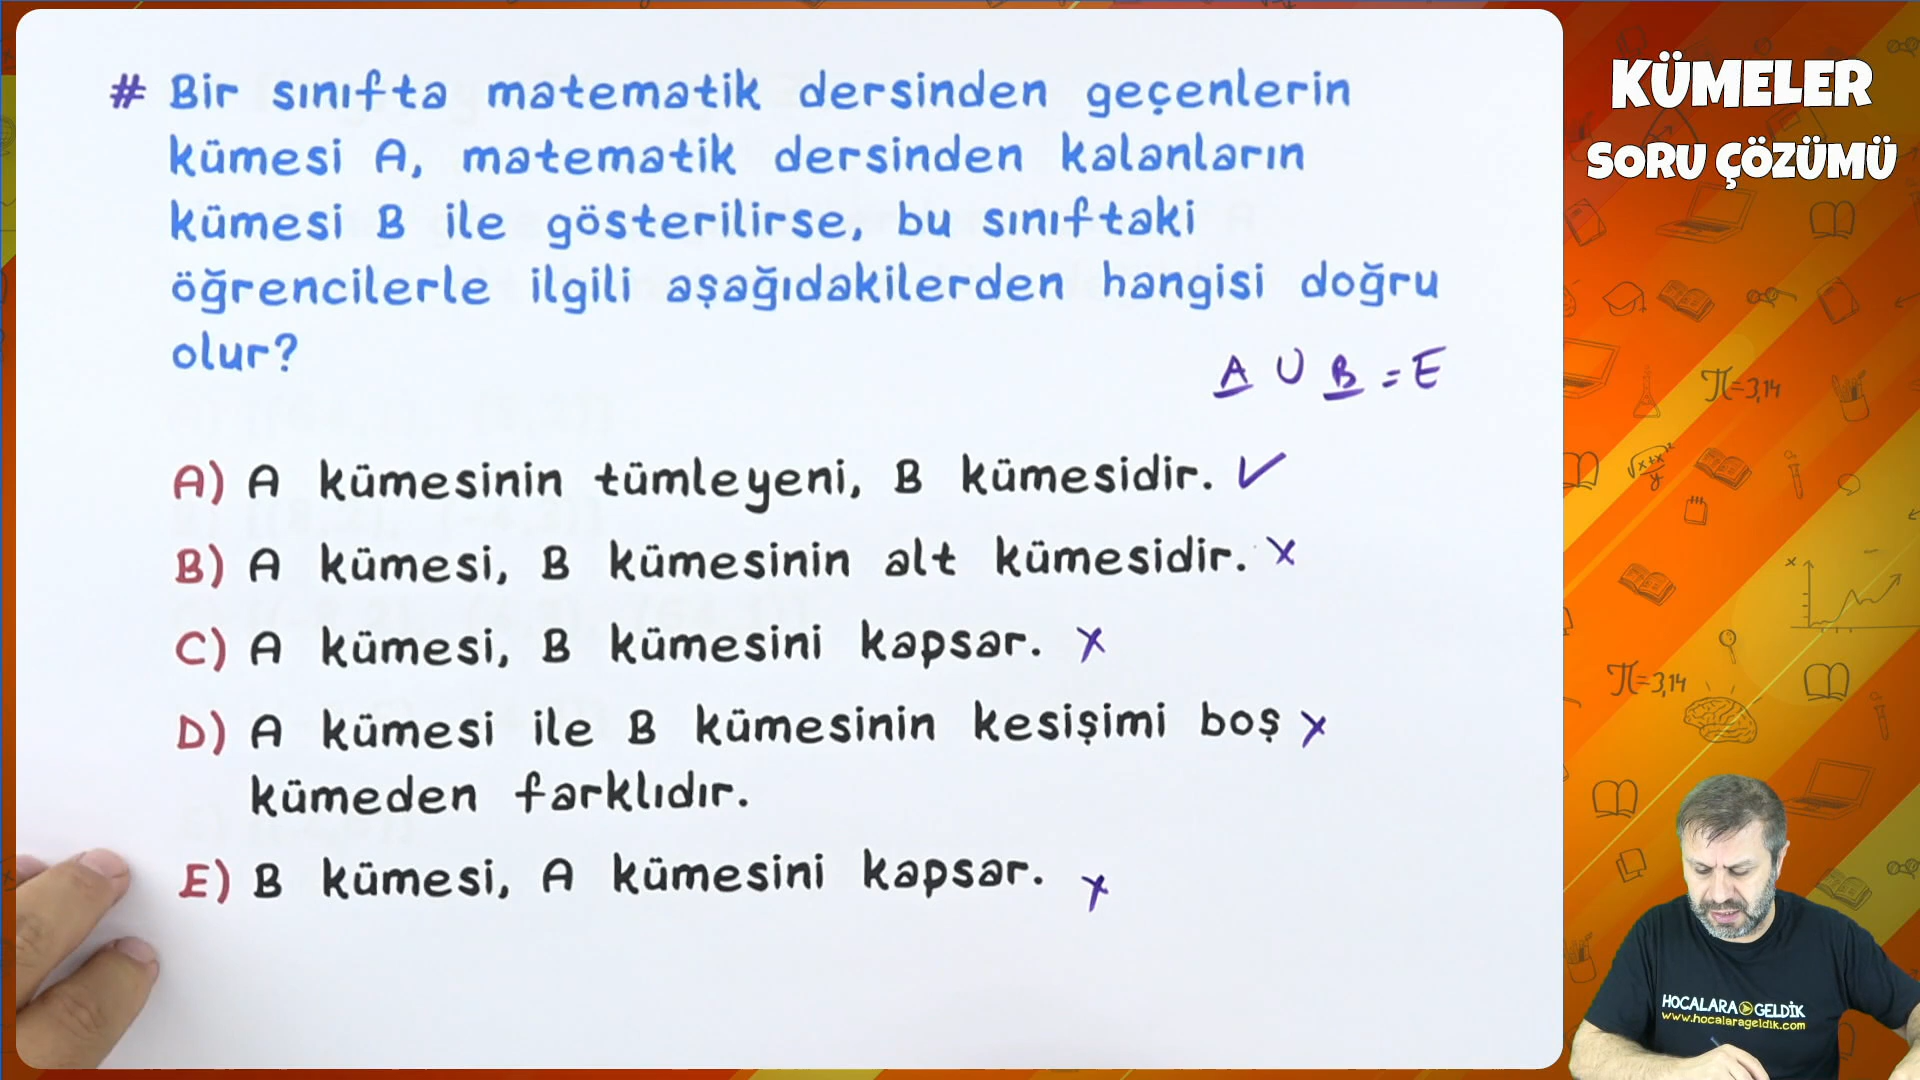 # Bir sınıfta matematik dersinden geçenlerin
kümesi A, matematik dersinden kalanların
kümesi B ile gösterilirse, bu sınıftaki
öğrencilerle ilgili aşağıdakilerden hangisi doğru
olur?
A ∪ B = E
A) A kümesinin tümleyeni, B kümesidir. ✓
B) A kümesi, B kümesinin alt kümesidir. x
C) A kümesi, B kümesini kapsar. x
D) A kümesi ile B kümesinin kesişimi boş x
kümeden farklıdır.
E) B kümesi, A kümesini kapsar. x
KÜMELER
SORU ÇÖZÜMÜ
π=3,14
π=3,14
HOCALARA GELDİK
www.hocalarageldik.com